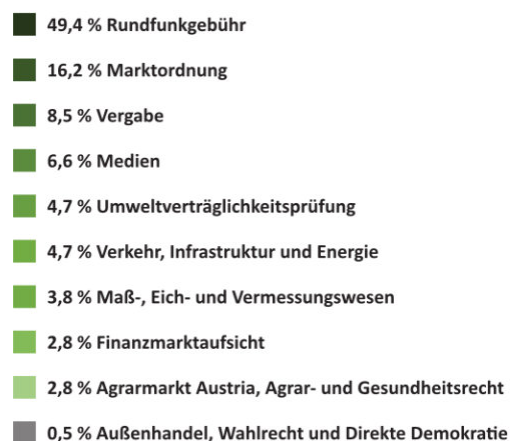 49,4 % Rundfunkgebühr
16,2 % Marktordnung
8,5 % Vergabe
6,6 % Medien
4,7 % Umweltverträglichkeitsprüfung
4,7 % Verkehr, Infrastruktur und Energie
3,8 % Maß-, Eich- und Vermessungswesen
2,8 % Finanzmarktaufsicht
2,8 % Agrarmarkt Austria, Agrar- und Gesundheitsrecht
0,5 % Außenhandel, Wahlrecht und Direkte Demokratie